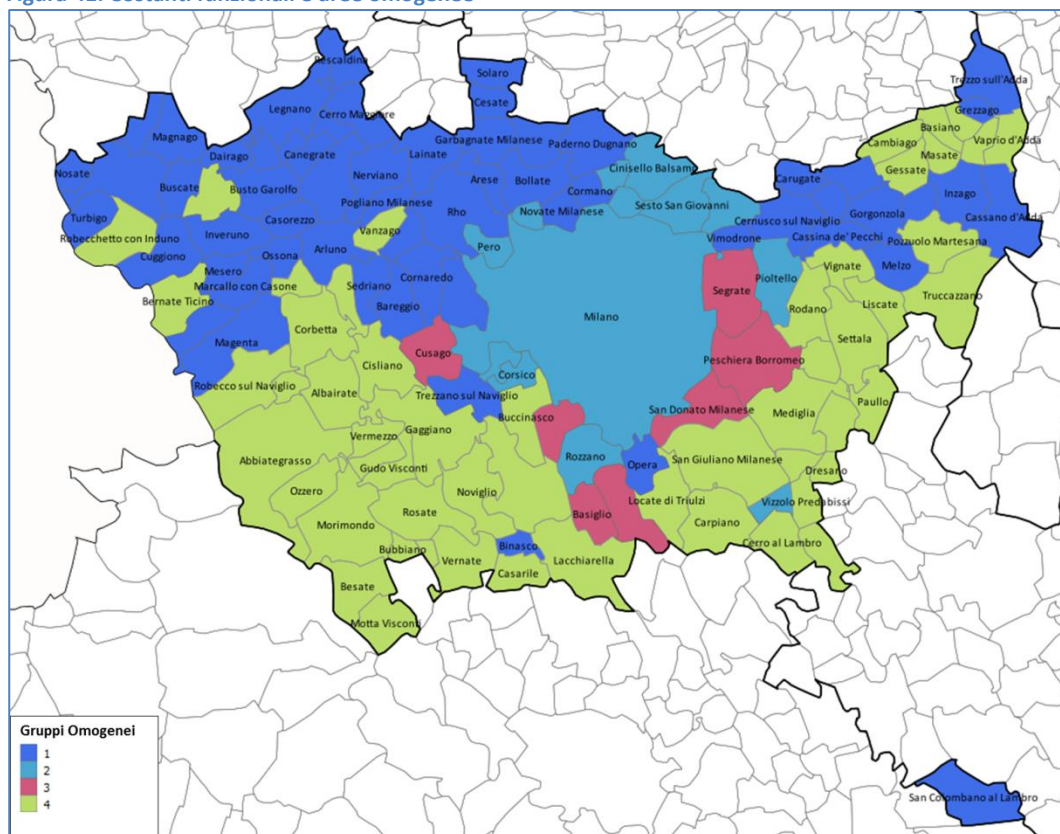 Rescaldina
Solaro
Trezzo sull'Adda
Cesate
Legnano
Grezzago
Cerro Maggiore
Magnago
Garbagnate Milanese
Paderno Dugnano
Basiano
Cambiago
Vaprio d'Adda
Dairago
Canegrate
Lainate
Masate
Cinisello Balsamo
Gessate
Nosate
Nerviano
Arese
Bollate
Carugate
Buscate
Busto Garolfo
Cormano
Inzago
Pogliano Milanese
Sesto San Giovanni
Turbigo
Casorezzo
Rho
Novate Milanese
Gorgonzola
Cassano d'Adda
Cernusco sul Naviglio
Vanzago
Robecchetto con Induno
Inveruno
Arluno
Pero
Vimodrone
Cassina de' Pecchi
Pozzuolo Martesana
Cuggiono
Ossona
Mesero
Cornaredo
Vignate
Melzo
Marcallo con Casone
Sedriano
Pioltello
Segrate
Bernate Ticino
Bareggio
Truccazzano
Liscate
Rodano
Milano
Corbetta
Magenta
Settala
Cusago
Peschiera Borromeo
Cisliano
Corsico
Robecco sul Naviglio
Albairate
Trezzano sul Naviglio
Paullo
San Donato Milanese
Mediglia
Buccinasco
Gaggiano
Vermezzo
Rozzano
Opera
San Giuliano Milanese
Abbiategrasso
Gudo Visconti
Dresano
Ozzero
Noviglio
Locate di Triulzi
Vizzolo Predabissi
Rosate
Basiglio
Carpiano
Morimondo
Cerro al Lambro
Binasco
Bubbiano
Vernate
Lacchiarella
Casarile
Besate
Motta Visconti
Gruppi Omogenei
1
2
3
4
San Colombano al Lambro